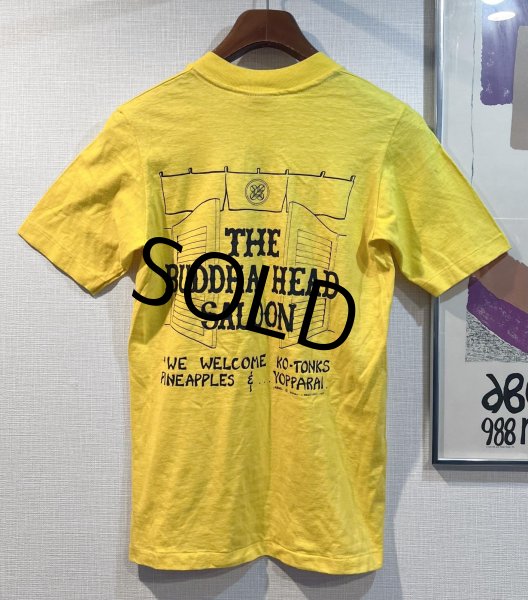 THE
BUDDHA HEAD
SALOON
"WE WELCOME KO-TONKS
PINEAPPLES & ... YOPPARAI
SOLD
988